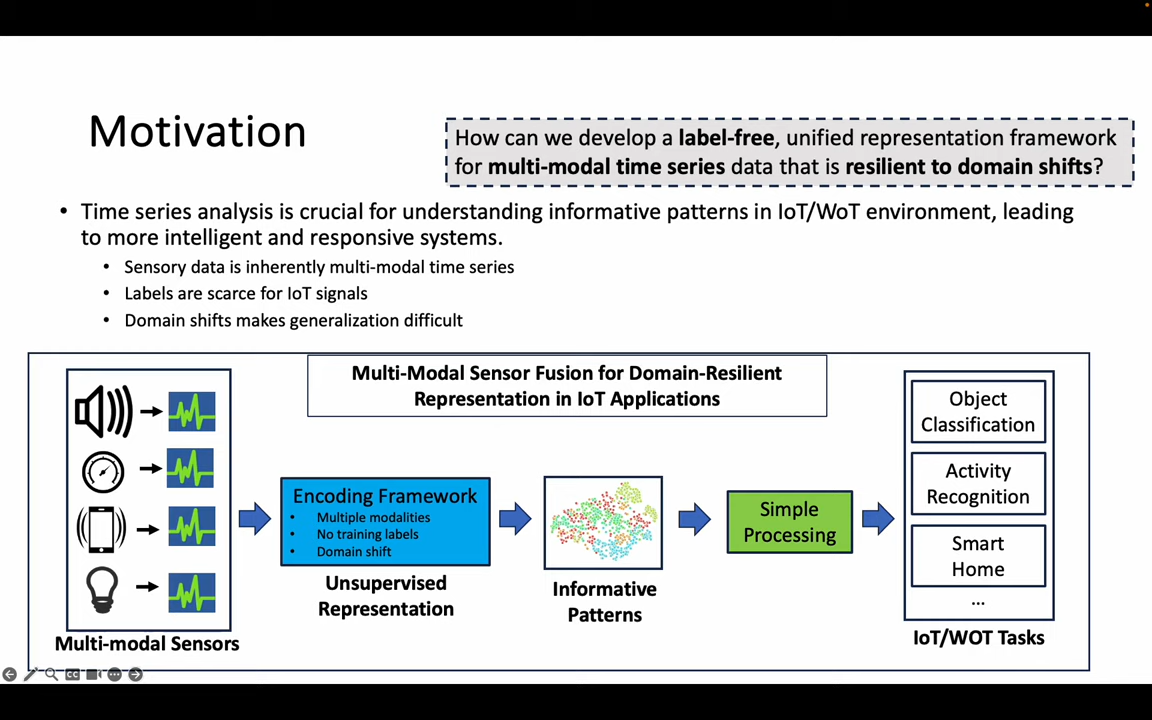 Motivation
How can we develop a label-free, unified representation framework
for multi-modal time series data that is resilient to domain shifts?
• Time series analysis is crucial for understanding informative patterns in IoT/WoT environment, leading
to more intelligent and responsive systems.
• Sensory data is inherently multi-modal time series
• Labels are scarce for IoT signals
• Domain shifts makes generalization difficult
Multi-Modal Sensor Fusion for Domain-Resilient
Representation in IoT Applications
Multi-modal Sensors
Encoding Framework
• Multiple modalities
• No training labels
• Domain shift
Unsupervised
Representation
Informative
Patterns
Simple
Processing
Object
Classification
Activity
Recognition
Smart
Home
...
IoT/WOT Tasks
CC